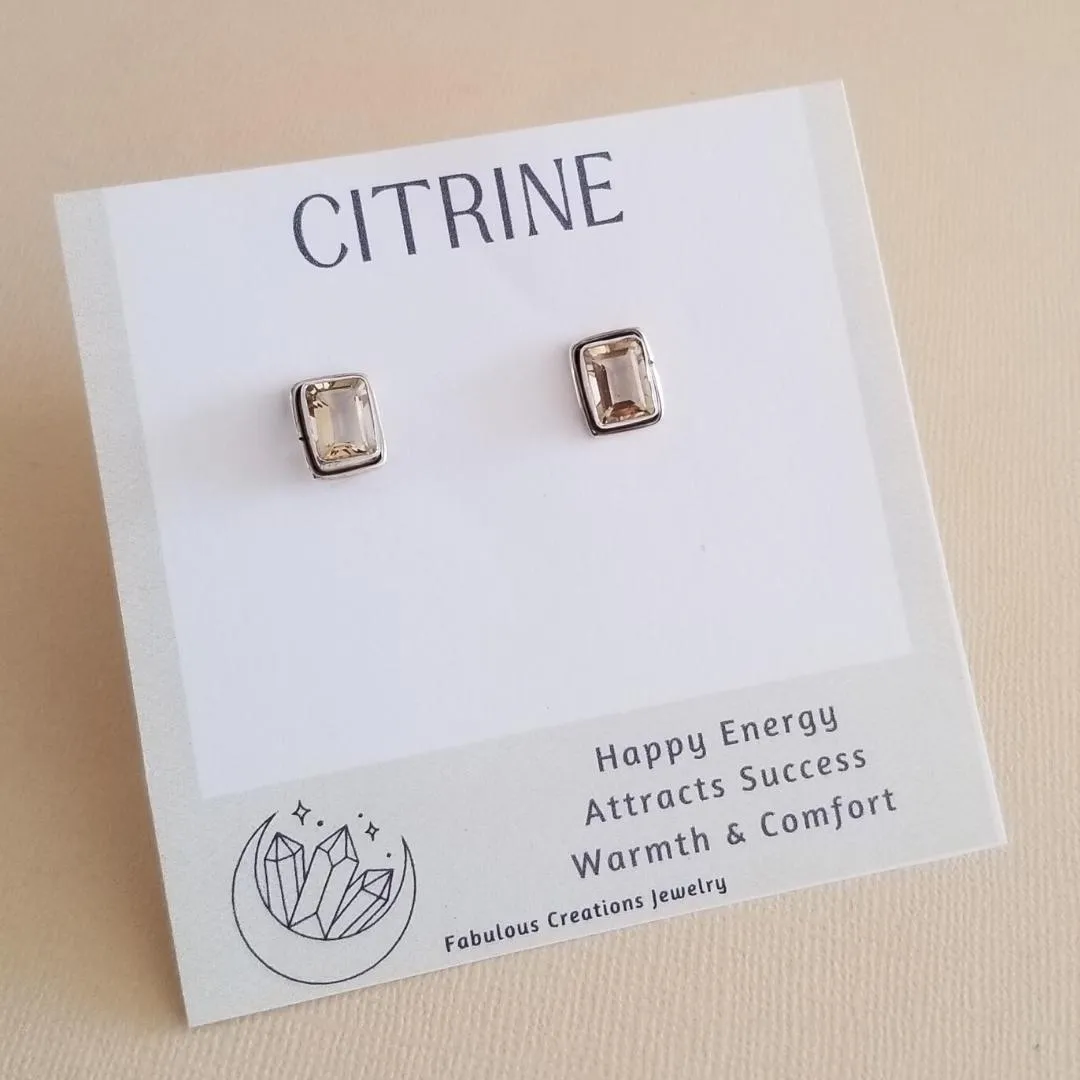 CITRINE
Happy Energy
Attracts Success
Warmth & Comfort
Fabulous Creations Jewelry